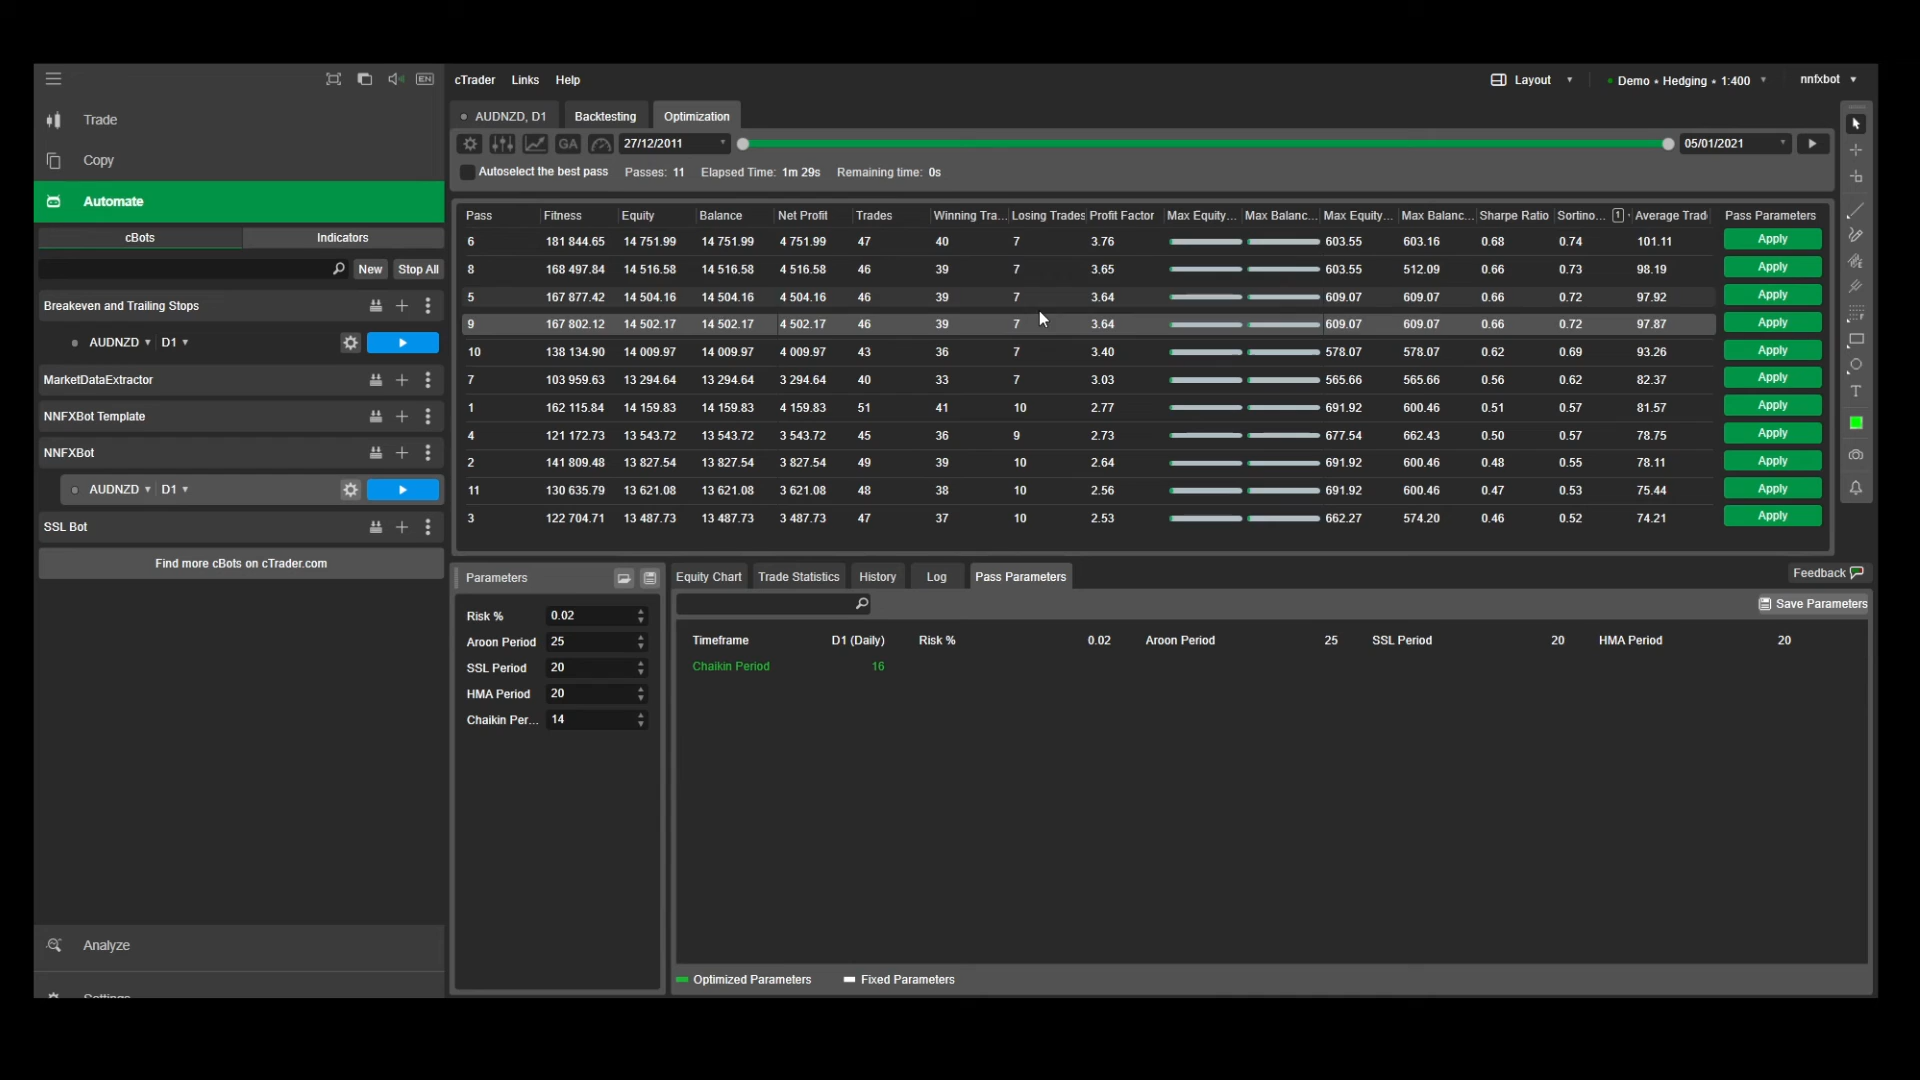 EN cTrader Links Help Layout Demo • Hedging • 1:400 nnfxbot
Trade
Copy
Automate
cBots Indicators
New Stop All
Breakeven and Trailing Stops
AUDNZD D1
MarketDataExtractor
NNFXBot Template
NNFXBot
AUDNZD D1
SSL Bot
Find more cBots on cTrader.com
Analyze
Settings
AUDNZD, D1 Backtesting Optimization
GA 27/12/2011 05/01/2021
Autoselect the best pass Passes: 11 Elapsed Time: 1m 29s Remaining time: 0s
Pass Fitness Equity Balance Net Profit Trades Winning Tra... Losing Trades Profit Factor Max Equity... Max Balanc... Max Equity... Max Balanc... Sharpe Ratio Sortino... 1 Average Trad Pass Parameters
6 181 844.65 14 751.99 14 751.99 4 751.99 47 40 7 3.76 603.55 603.16 0.68 0.74 101.11 Apply
8 168 497.84 14 516.58 14 516.58 4 516.58 46 39 7 3.65 603.55 512.09 0.66 0.73 98.19 Apply
5 167 877.42 14 504.16 14 504.16 4 504.16 46 39 7 3.64 609.07 609.07 0.66 0.72 97.92 Apply
9 167 802.12 14 502.17 14 502.17 4 502.17 46 39 7 3.64 609.07 609.07 0.66 0.72 97.87 Apply
10 138 134.90 14 009.97 14 009.97 4 009.97 43 36 7 3.40 578.07 578.07 0.62 0.69 93.26 Apply
7 103 959.63 13 294.64 13 294.64 3 294.64 40 33 7 3.03 565.66 565.66 0.56 0.62 82.37 Apply
1 162 115.84 14 159.83 14 159.83 4 159.83 51 41 10 2.77 691.92 600.46 0.51 0.57 81.57 Apply
4 121 172.73 13 543.72 13 543.72 3 543.72 45 36 9 2.73 677.54 662.43 0.50 0.57 78.75 Apply
2 141 809.48 13 827.54 13 827.54 3 827.54 49 39 10 2.64 691.92 600.46 0.48 0.55 78.11 Apply
11 130 635.79 13 621.08 13 621.08 3 621.08 48 38 10 2.56 691.92 600.46 0.47 0.53 75.44 Apply
3 122 704.71 13 487.73 13 487.73 3 487.73 47 37 10 2.53 662.27 574.20 0.46 0.52 74.21 Apply
T
Parameters
Risk % 0.02
Aroon Period 25
SSL Period 20
HMA Period 20
Chaikin Per... 14
Equity Chart Trade Statistics History Log Pass Parameters Feedback
Save Parameters
Timeframe D1 (Daily) Risk % 0.02 Aroon Period 25 SSL Period 20 HMA Period 20
Chaikin Period 16
Optimized Parameters Fixed Parameters